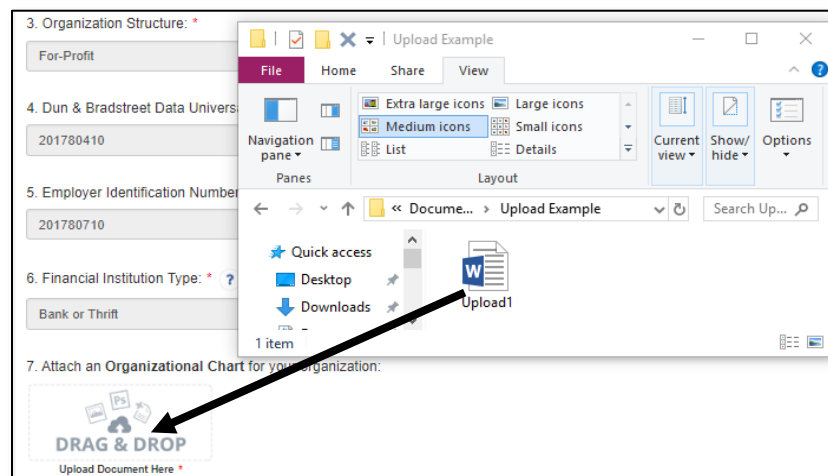 3. Organization Structure: *
For-Profit
4. Dun & Bradstreet Data
201780410
5. Employer Identification Number
201780710
6. Financial Institution Type: * ?
Bank or Thrift
7. Attach an Organizational Chart for your organization:
Ps
DRAG & DROP
Upload Document Here *
Upload Example
File Home Share View ?
Navigation pane
Extra large icons Large icons
Medium icons Small icons
List Details
Current view
Show/ hide
Options
Panes Layout
« Docume... › Upload Example
Search Up...
Quick access
Desktop
Downloads
W
Upload1
1 item